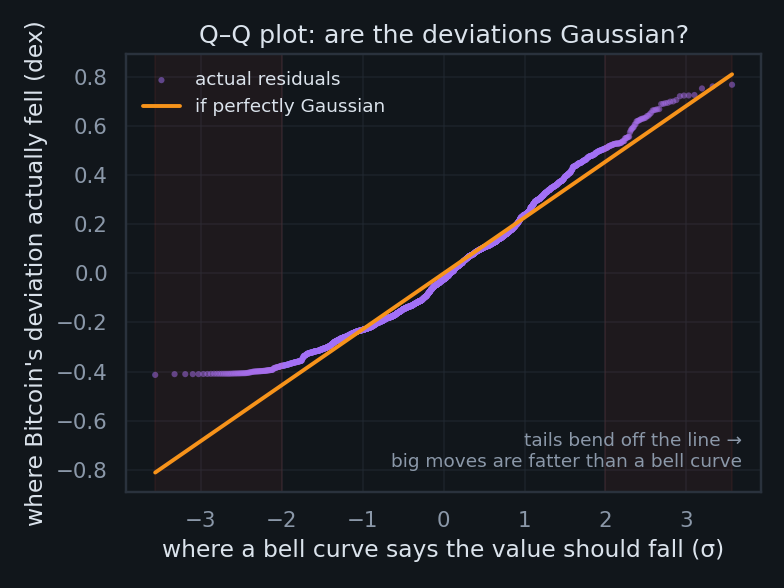 Q–Q plot: are the deviations Gaussian?
actual residuals
if perfectly Gaussian
where Bitcoin's deviation actually fell (dex)
0.8
0.6
0.4
0.2
0.0
−0.2
−0.4
−0.6
−0.8
tails bend off the line →
big moves are fatter than a bell curve
−3 −2 −1 0 1 2 3
where a bell curve says the value should fall (σ)